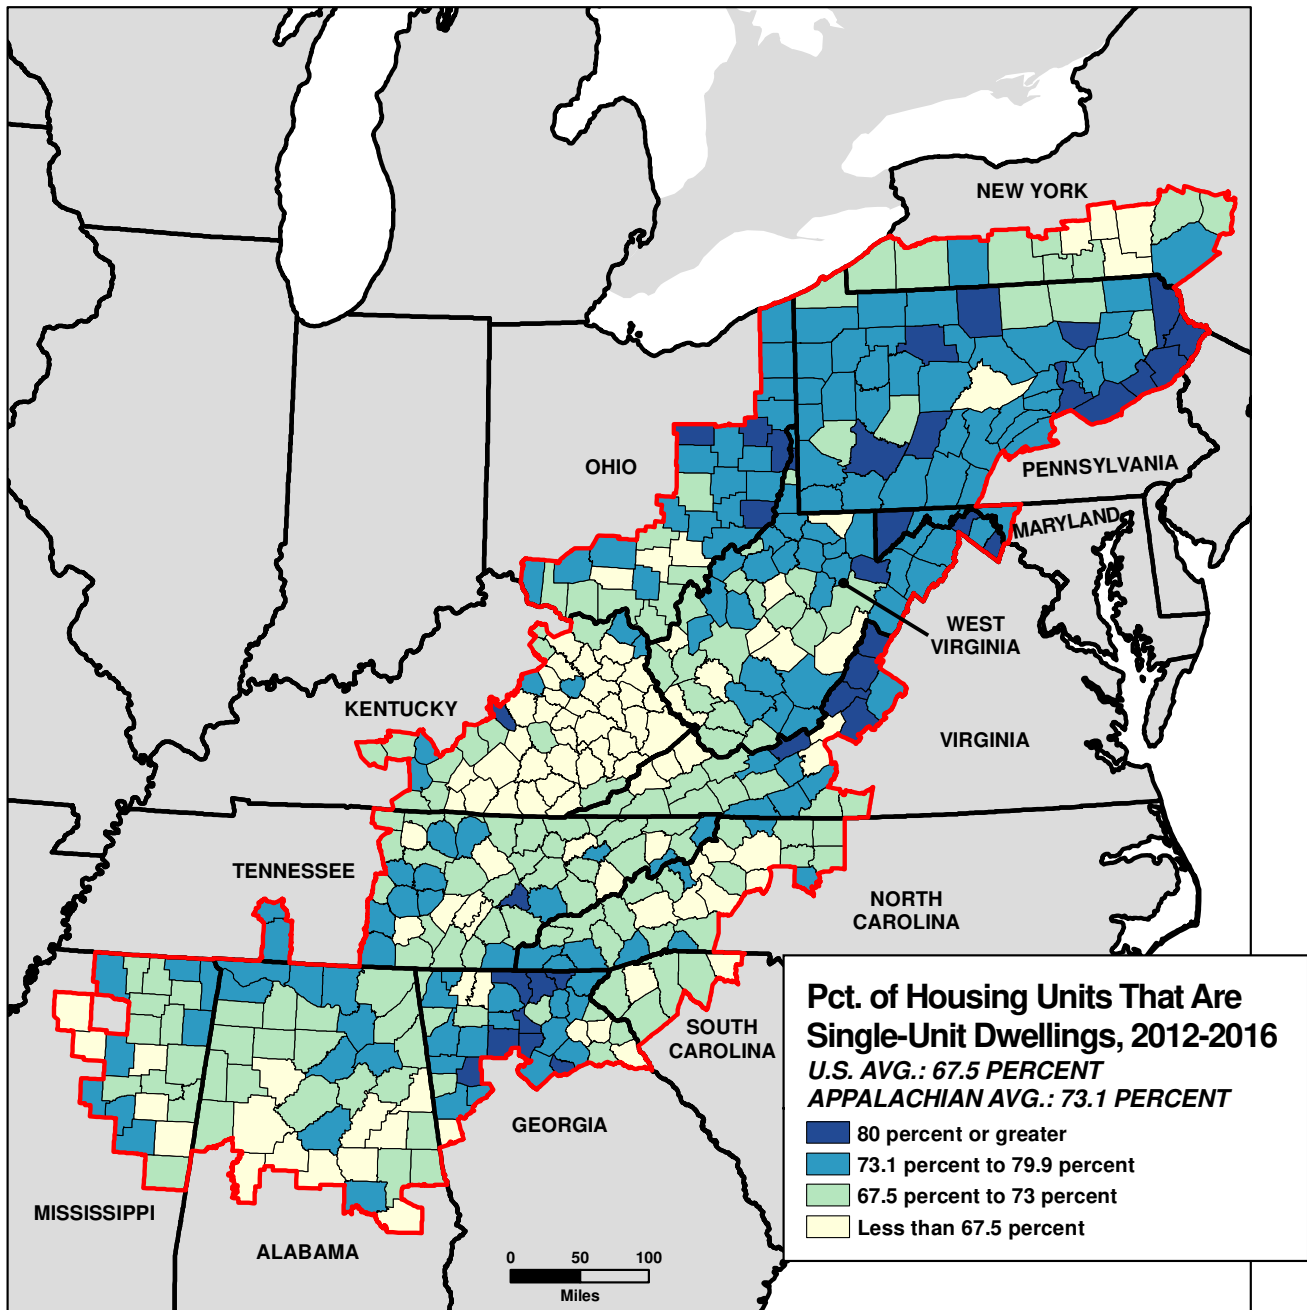 NEW YORK
OHIO
PENNSYLVANIA
MARYLAND
WEST
VIRGINIA
KENTUCKY
VIRGINIA
TENNESSEE
NORTH
CAROLINA
SOUTH
CAROLINA
GEORGIA
MISSISSIPPI
ALABAMA
Pct. of Housing Units That Are
Single-Unit Dwellings, 2012-2016
U.S. AVG.: 67.5 PERCENT
APPALACHIAN AVG.: 73.1 PERCENT
80 percent or greater
73.1 percent to 79.9 percent
67.5 percent to 73 percent
Less than 67.5 percent
0 50 100
Miles